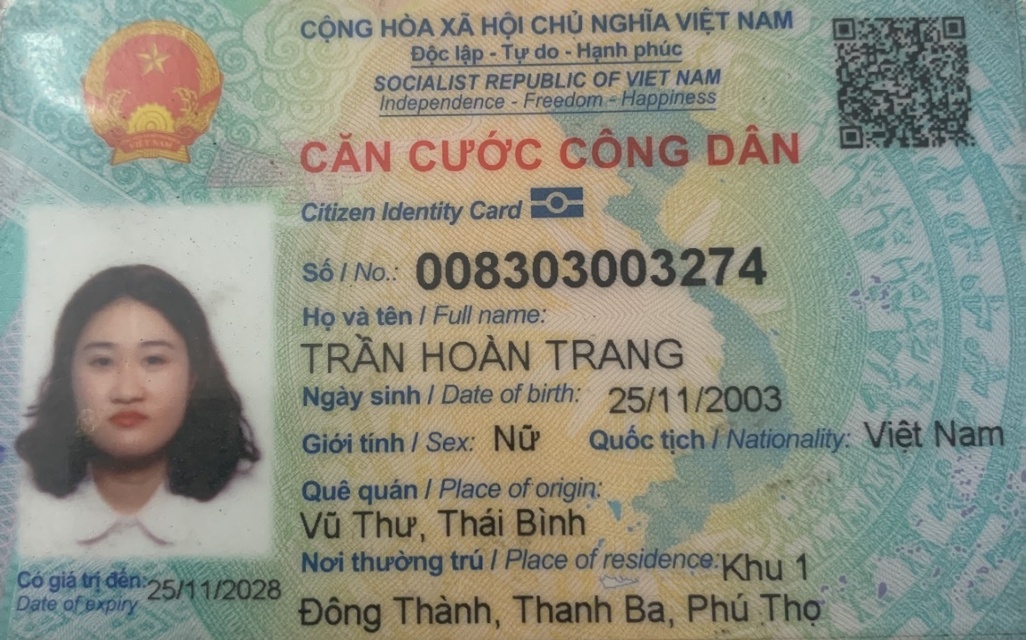 CỘNG HÒA XÃ HỘI CHỦ NGHĨA VIỆT NAM
Độc lập - Tự do - Hạnh phúc
SOCIALIST REPUBLIC OF VIET NAM
Independence - Freedom - Happiness
CĂN CƯỚC CÔNG DÂN
Citizen Identity Card
Số / No.: 008303003274
Họ và tên / Full name:
TRẦN HOÀN TRANG
Ngày sinh / Date of birth: 25/11/2003
Giới tính / Sex: Nữ Quốc tịch / Nationality: Việt Nam
Quê quán / Place of origin:
Vũ Thư, Thái Bình
Nơi thường trú / Place of residence: Khu 1
Đông Thành, Thanh Ba, Phú Thọ
Có giá trị đến: 25/11/2028
Date of expiry
VIỆT NAM